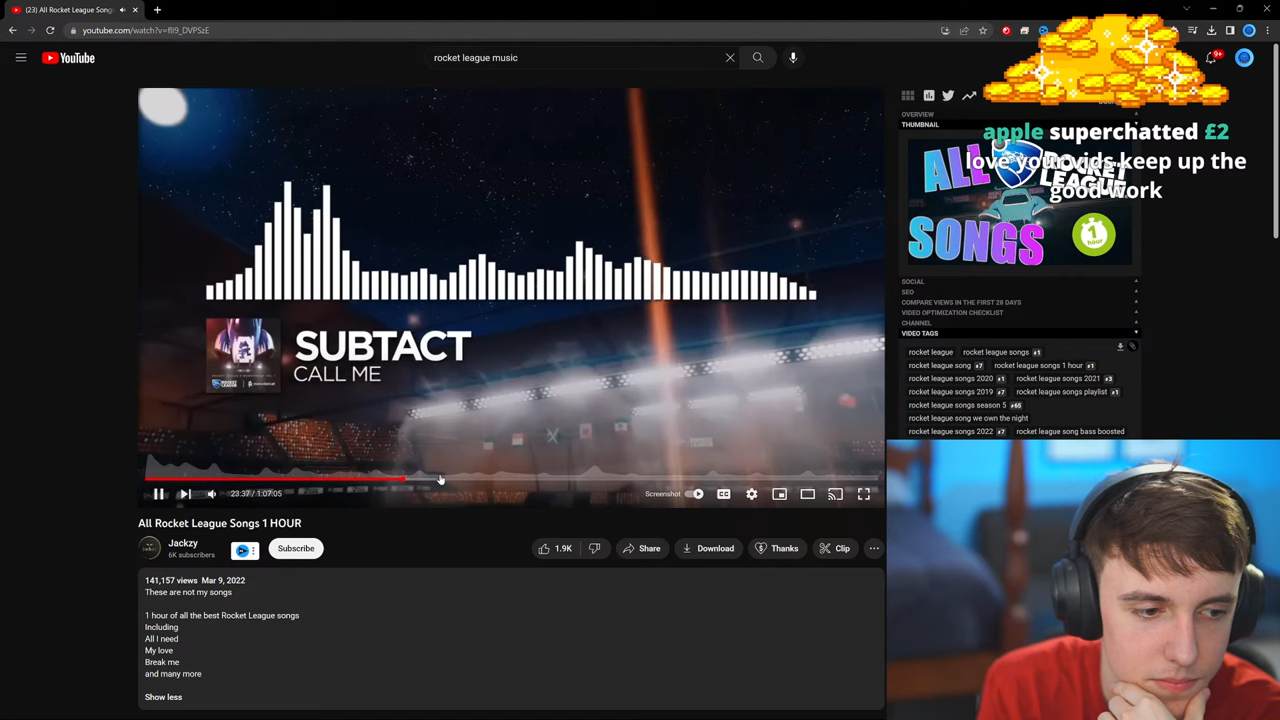 (23) All Rocket League Song
youtube.com/watch?v=fIl9_DVPSzE
YouTube
rocket league music
9+
apple superchatted £2
love your vids keep up the
good work
OVERVIEW
THUMBNAIL
ALL
ROCKET
LEAGUE
SONGS
1
hour
SOCIAL
SEO
COMPARE VIEWS IN THE FIRST 28 DAYS
VIDEO OPTIMIZATION CHECKLIST
CHANNEL
VIDEO TAGS
rocket league rocket league songs #1
rocket league song #7 rocket league songs 1 hour #1
rocket league songs 2020 #1 rocket league songs 2021 #3
rocket league songs 2019 #7 rocket league songs playlist #1
rocket league songs season 5 #65
rocket league song we own the night
rocket league songs 2022 #7 rocket league song bass boosted
SUBTACT
CALL ME
23:37 / 1:07:05
Screenshot
All Rocket League Songs 1 HOUR
Jackzy
6K subscribers
Subscribe
1.9K
Share
Download
Thanks
Clip
141,157 views Mar 9, 2022
These are not my songs
1 hour of all the best Rocket League songs
Including
All I need
My love
Break me
and many more
Show less